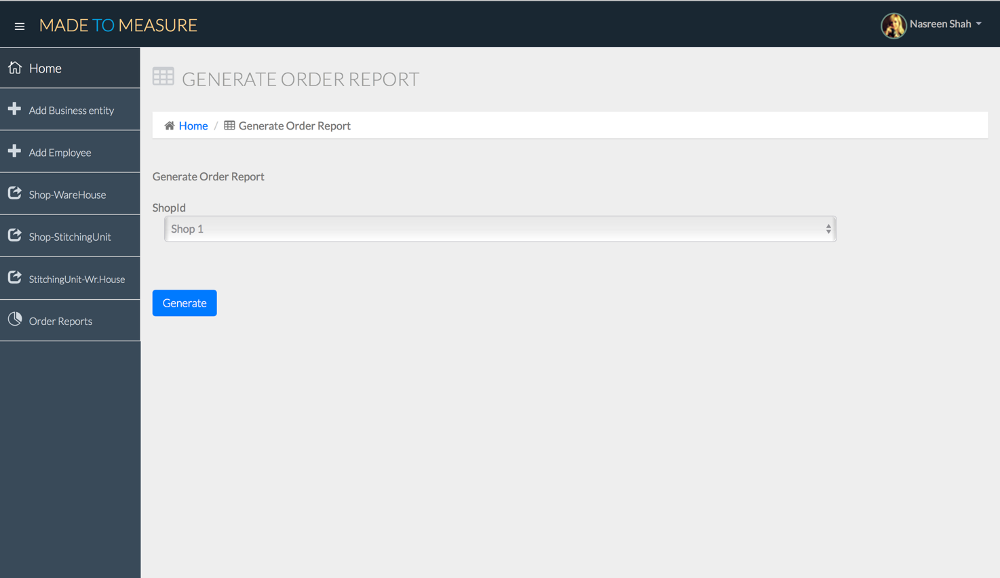 MADE TO MEASURE
Nasreen Shah
Home
Add Business entity
Add Employee
Shop-WareHouse
Shop-StitchingUnit
StitchingUnit-Wr.House
Order Reports
GENERATE ORDER REPORT
Home / Generate Order Report
Generate Order Report
ShopId
Shop 1
Generate